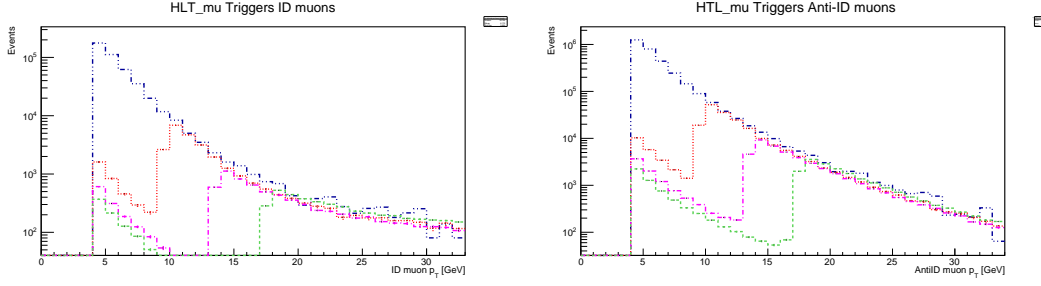 HLT_mu Triggers ID muons
Events
10^5
10^4
10^3
10^2
0 5 10 15 20 25 30
ID muon p_T [GeV]
HTL_mu Triggers Anti-ID muons
Events
10^6
10^5
10^4
10^3
10^2
0 5 10 15 20 25 30
AntiID muon p_T [GeV]